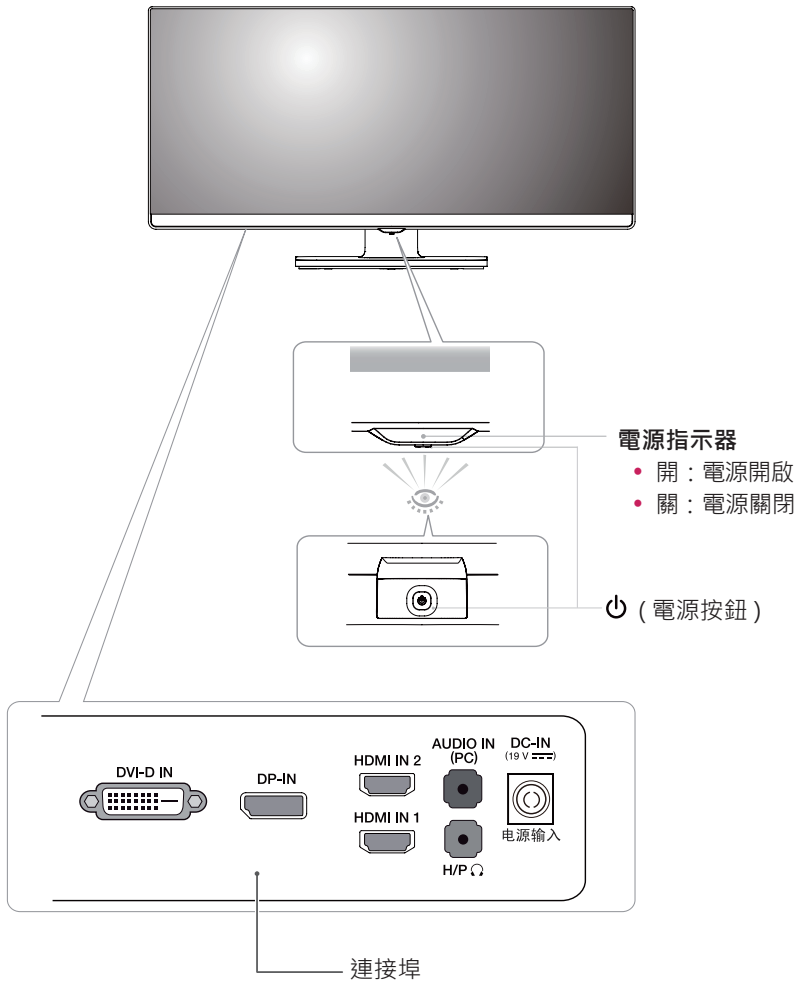 電源指示器
• 開：電源開啟
• 關：電源關閉
( 電源按鈕 )
DVI-D IN
DP-IN
HDMI IN 2
HDMI IN 1
AUDIO IN
(PC)
H/P
DC-IN
(19 V ⎓)
电源输入
連接埠